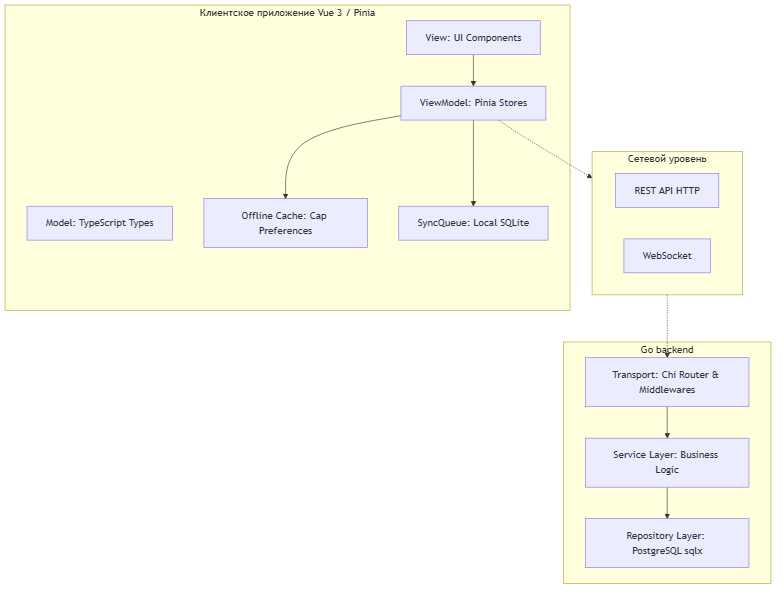 Клиентское приложение Vue 3 / Pinia
View: UI Components
ViewModel: Pinia Stores
Model: TypeScript Types
Offline Cache: Cap
Preferences
SyncQueue: Local SQLite
Сетевой уровень
REST API HTTP
WebSocket
Go backend
Transport: Chi Router &
Middlewares
Service Layer: Business
Logic
Repository Layer:
PostgreSQL sqlx